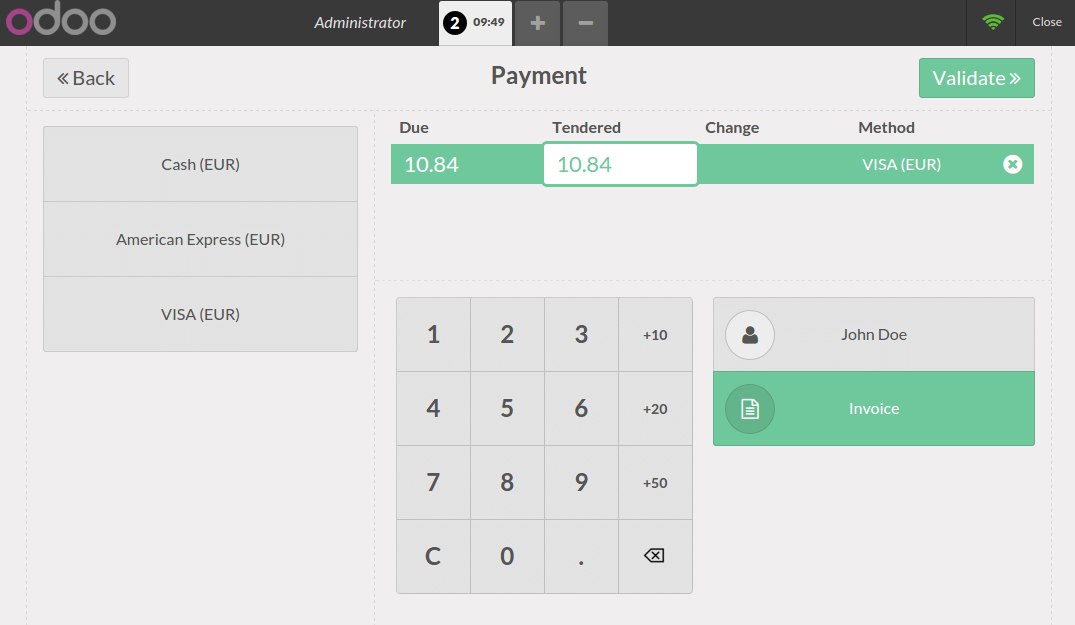 odoo Administrator 2 09:49 + − Close
« Back Payment Validate »
Due Tendered Change Method
10.84 10.84 VISA (EUR)
Cash (EUR)
American Express (EUR)
VISA (EUR)
1 2 3 +10
4 5 6 +20
7 8 9 +50
C 0 .
John Doe
Invoice